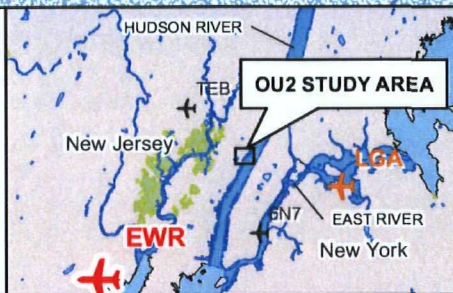 HUDSON RIVER
TEB
OU2 STUDY AREA
New Jersey
LGA
6N7
EAST RIVER
EWR
New York